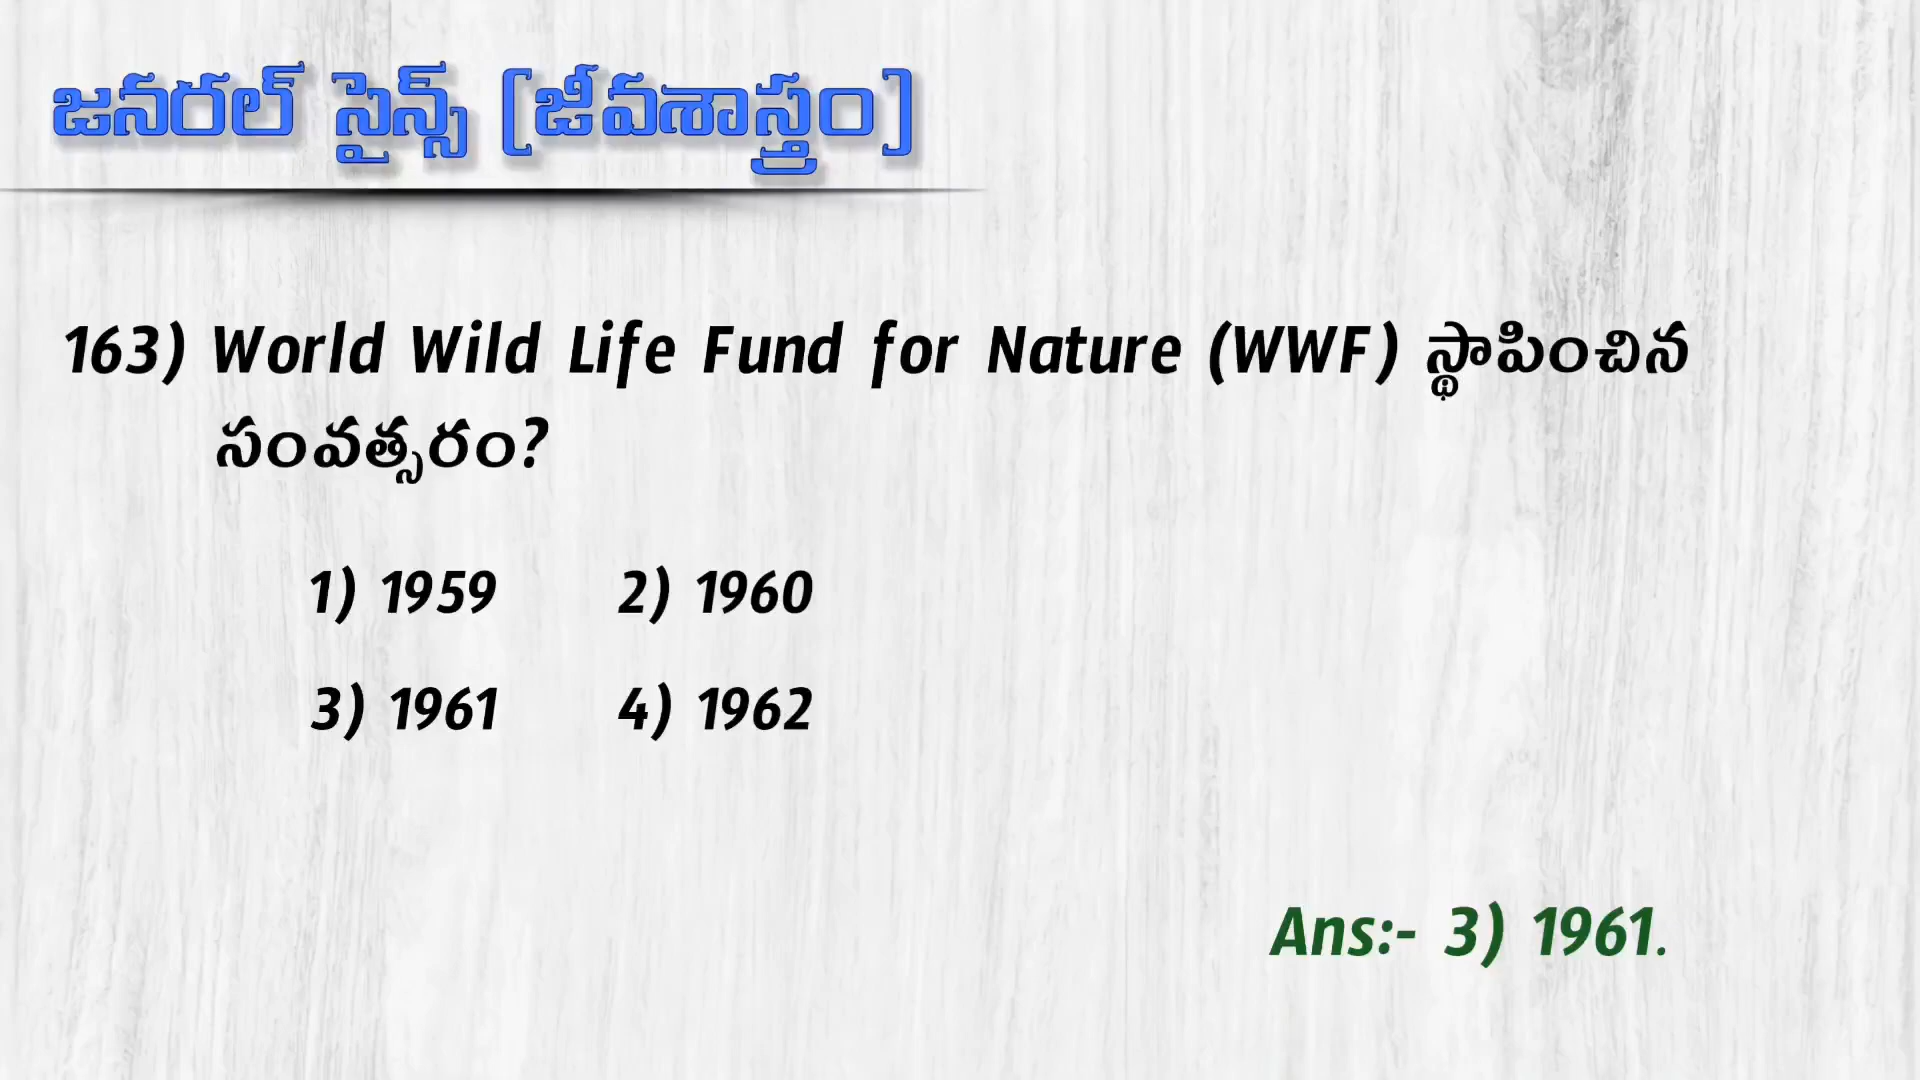 జనరల్ సైన్స్ [జీవశాస్త్రం]
163) World Wild Life Fund for Nature (WWF) స్థాపించిన
సంవత్సరం?
1) 1959 2) 1960
3) 1961 4) 1962
Ans:- 3) 1961.